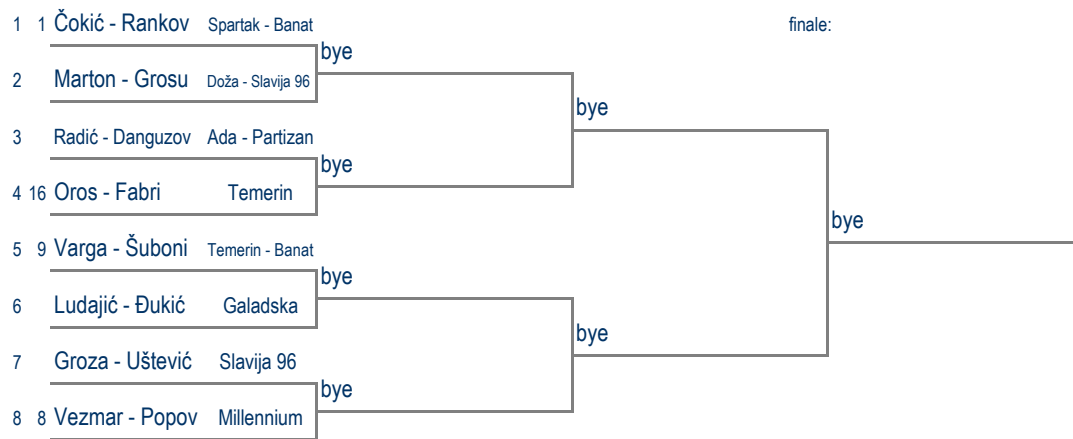 1 1 Čokić - Rankov Spartak - Banat finale:
bye
2 Marton - Grosu Doža - Slavija 96
bye
3 Radić - Danguzov Ada - Partizan
bye
4 16 Oros - Fabri Temerin
bye
5 9 Varga - Šuboni Temerin - Banat
bye
6 Ludajić - Đukić Galadska
bye
7 Groza - Uštević Slavija 96
bye
8 8 Vezmar - Popov Millennium